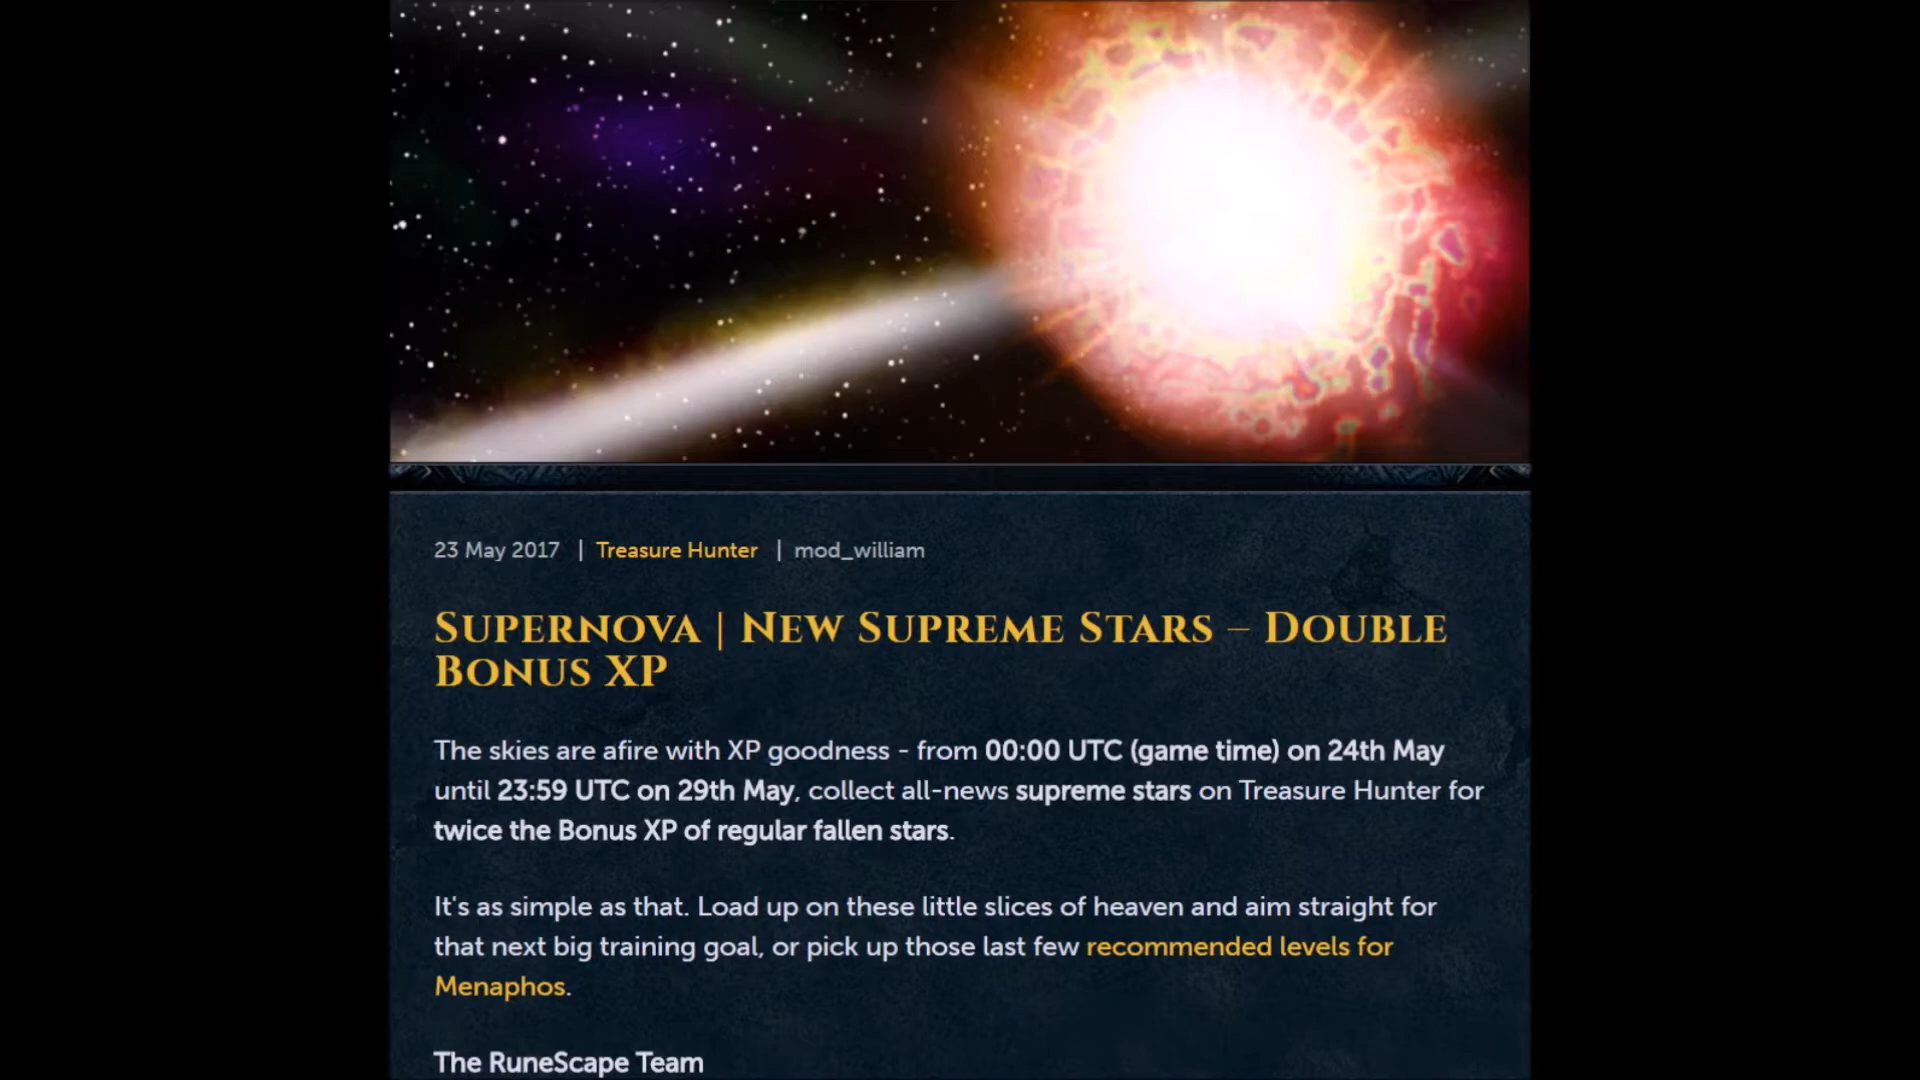 23 May 2017 | Treasure Hunter | mod_william
Supernova | New Supreme Stars – Double
Bonus XP
The skies are afire with XP goodness - from 00:00 UTC (game time) on 24th May
until 23:59 UTC on 29th May, collect all-news supreme stars on Treasure Hunter for
twice the Bonus XP of regular fallen stars.
It's as simple as that. Load up on these little slices of heaven and aim straight for
that next big training goal, or pick up those last few recommended levels for
Menaphos.
The RuneScape Team